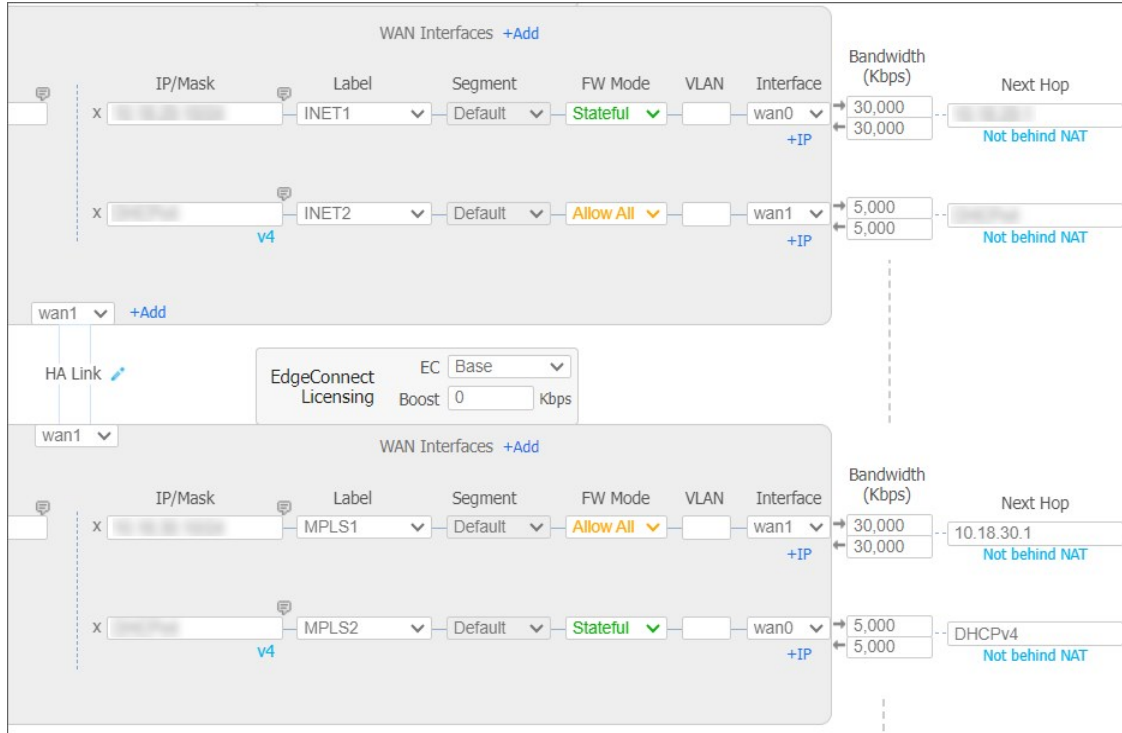 WAN Interfaces +Add
Bandwidth
(Kbps)
IP/Mask Label Segment FW Mode VLAN Interface Next Hop
x INET1 Default Stateful wan0 30,000
30,000
+IP Not behind NAT
x INET2 Default Allow All wan1 5,000
5,000
v4 +IP Not behind NAT
wan1 +Add
HA Link
EdgeConnect
Licensing
EC Base
Boost 0 Kbps
wan1
WAN Interfaces +Add
Bandwidth
(Kbps)
IP/Mask Label Segment FW Mode VLAN Interface Next Hop
x MPLS1 Default Allow All wan1 30,000 10.18.30.1
30,000
+IP Not behind NAT
x MPLS2 Default Stateful wan0 5,000 DHCPv4
5,000
v4 +IP Not behind NAT